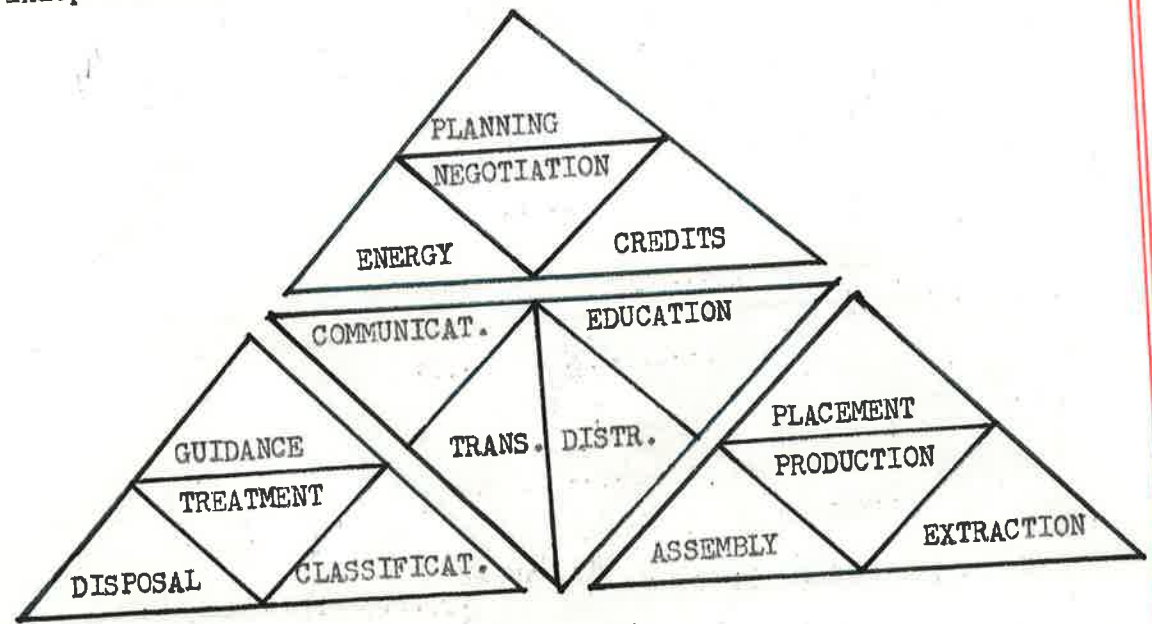 PLANNING
NEGOTIATION
ENERGY
CREDITS
COMMUNICAT.
EDUCATION
TRANS.
DISTR.
GUIDANCE
TREATMENT
DISPOSAL
CLASSIFICAT.
PLACEMENT
PRODUCTION
ASSEMBLY
EXTRACTION